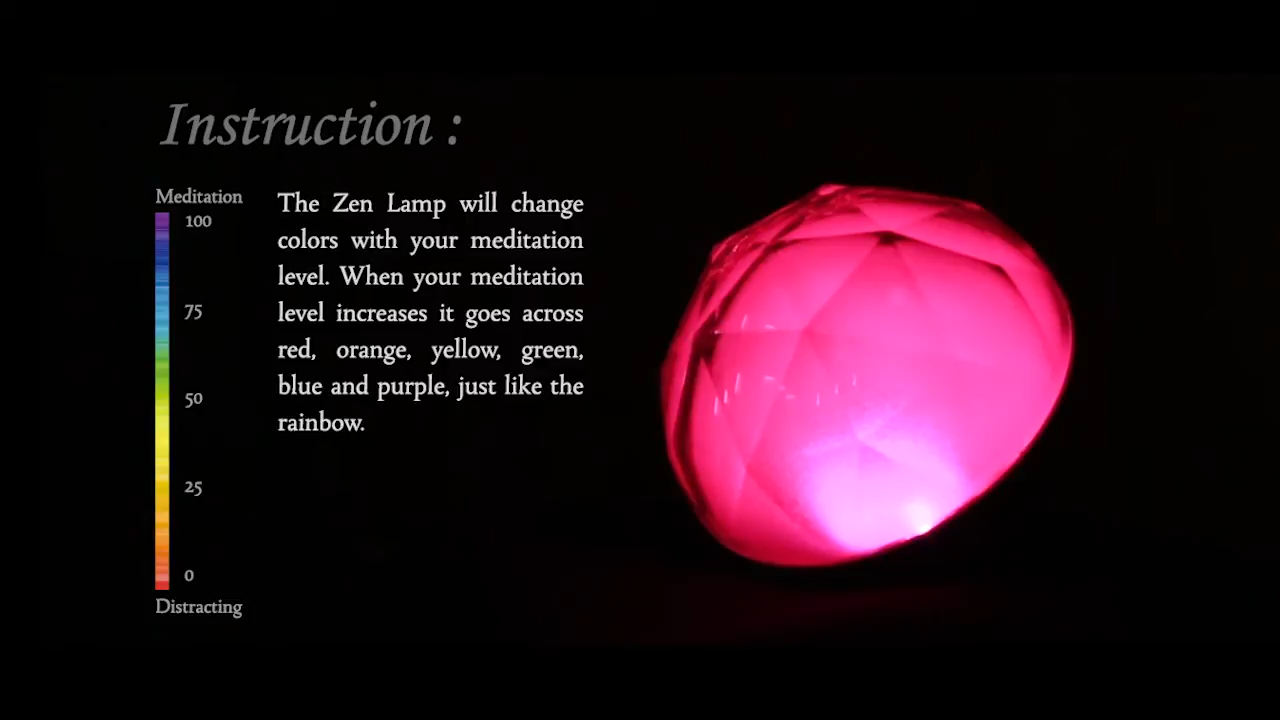 Instruction :
Meditation
100
75
50
25
0
Distracting
The Zen Lamp will change
colors with your meditation
level. When your meditation
level increases it goes across
red, orange, yellow, green,
blue and purple, just like the
rainbow.